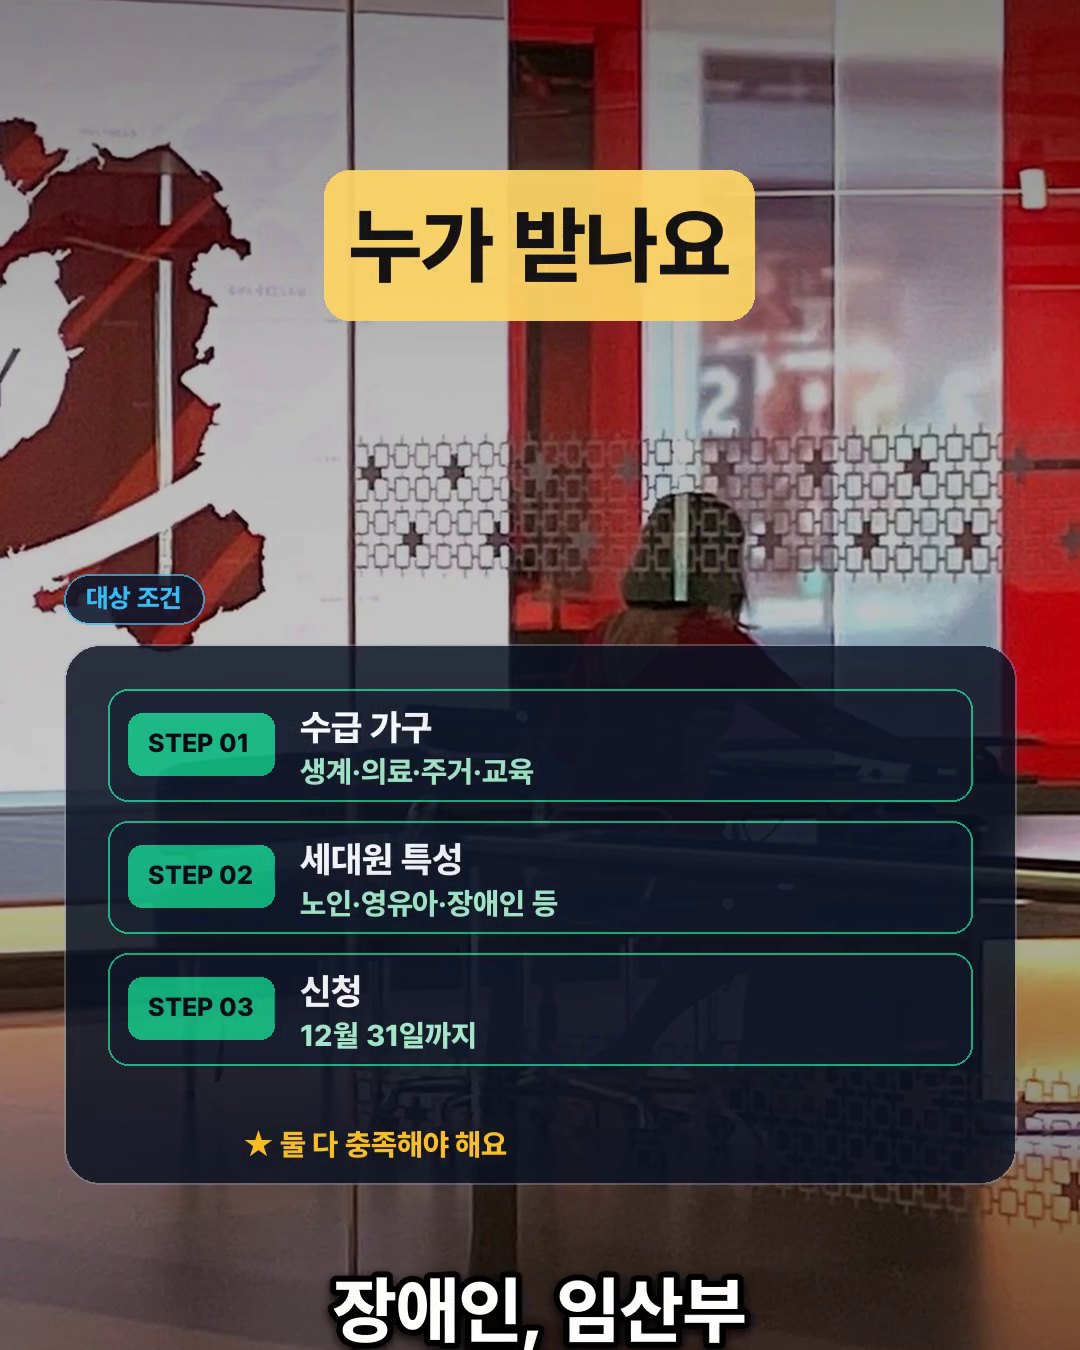 누가 받나요
대상 조건
STEP 01
수급 가구
생계·의료·주거·교육
STEP 02
세대원 특성
노인·영유아·장애인 등
STEP 03
신청
12월 31일까지
★ 둘 다 충족해야 해요
장애인, 임산부
2